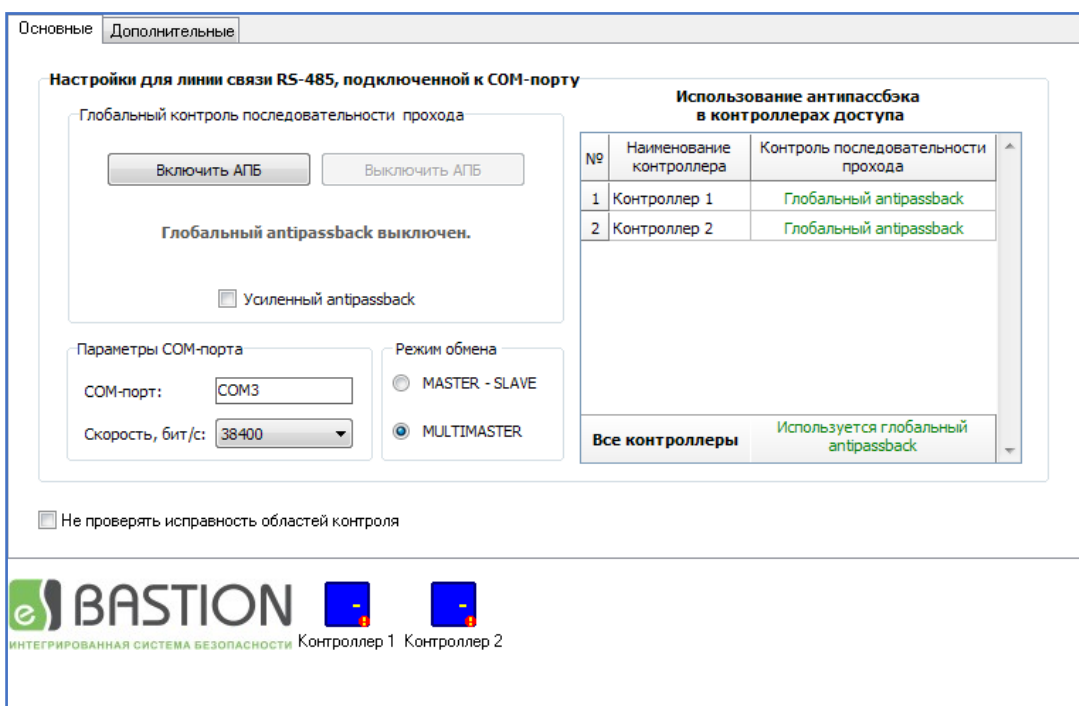 Основные Дополнительные
Настройки для линии связи RS-485, подключенной к COM-порту
Глобальный контроль последовательности прохода
Включить АПБ Выключить АПБ
Глобальный antipassback выключен.
Усиленный antipassback
Параметры COM-порта
COM-порт: COM3
Скорость, бит/с: 38400
Режим обмена
MASTER - SLAVE
MULTIMASTER
Использование антипассбэка
в контроллерах доступа
№ Наименование контроллера Контроль последовательности прохода
1 Контроллер 1 Глобальный antipassback
2 Контроллер 2 Глобальный antipassback
Все контроллеры Используется глобальный antipassback
Не проверять исправность областей контроля
eS BASTION
ИНТЕГРИРОВАННАЯ СИСТЕМА БЕЗОПАСНОСТИ
Контроллер 1 Контроллер 2